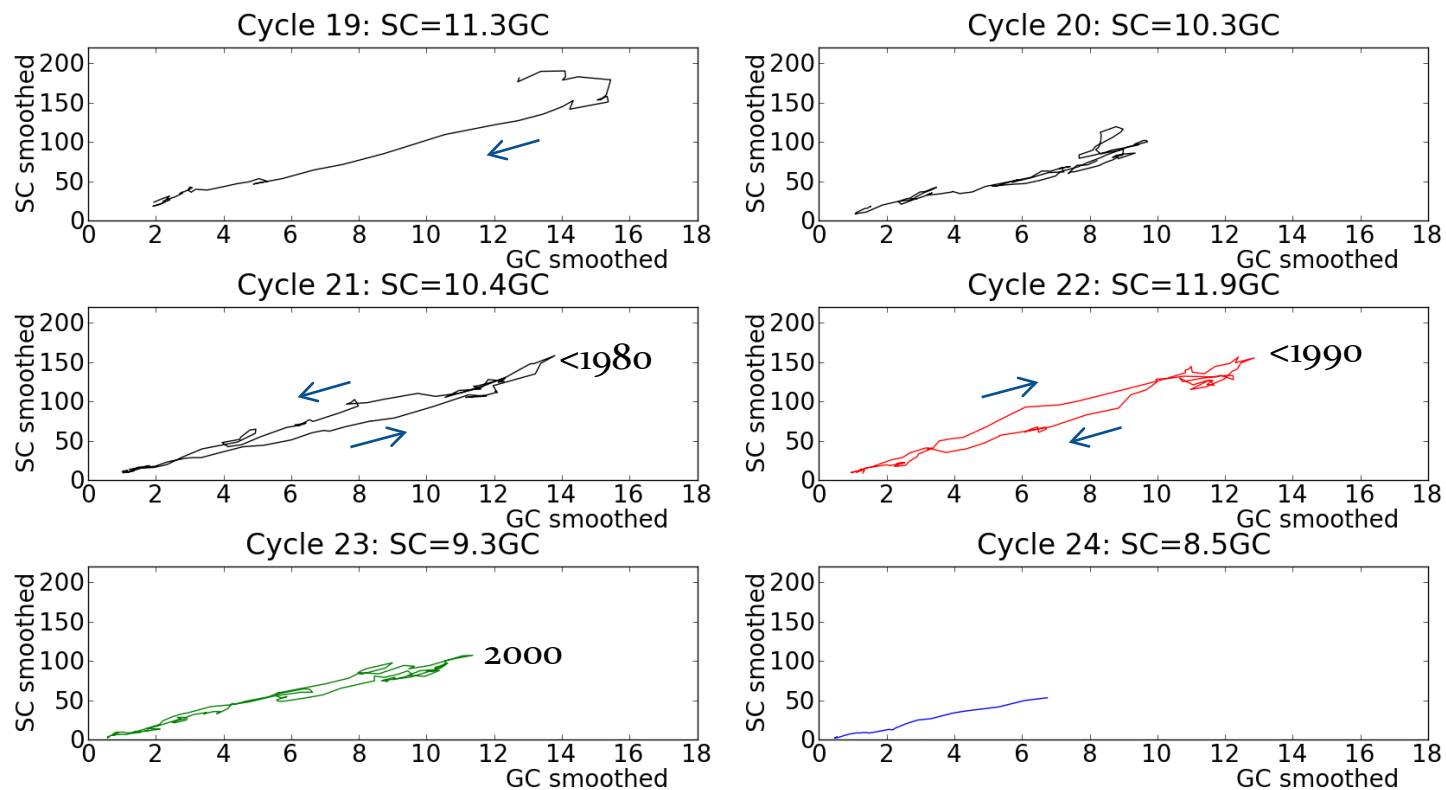 Cycle 19: SC=11.3GC
SC smoothed
200
150
100
50
0
0 2 4 6 8 10 12 14 16 18
GC smoothed
Cycle 20: SC=10.3GC
SC smoothed
200
150
100
50
0
0 2 4 6 8 10 12 14 16 18
GC smoothed
Cycle 21: SC=10.4GC
SC smoothed
200
150
100
50
0
<1980
0 2 4 6 8 10 12 14 16 18
GC smoothed
Cycle 22: SC=11.9GC
SC smoothed
200
150
100
50
0
<1990
0 2 4 6 8 10 12 14 16 18
GC smoothed
Cycle 23: SC=9.3GC
SC smoothed
200
150
100
50
0
2000
0 2 4 6 8 10 12 14 16 18
GC smoothed
Cycle 24: SC=8.5GC
SC smoothed
200
150
100
50
0
0 2 4 6 8 10 12 14 16 18
GC smoothed